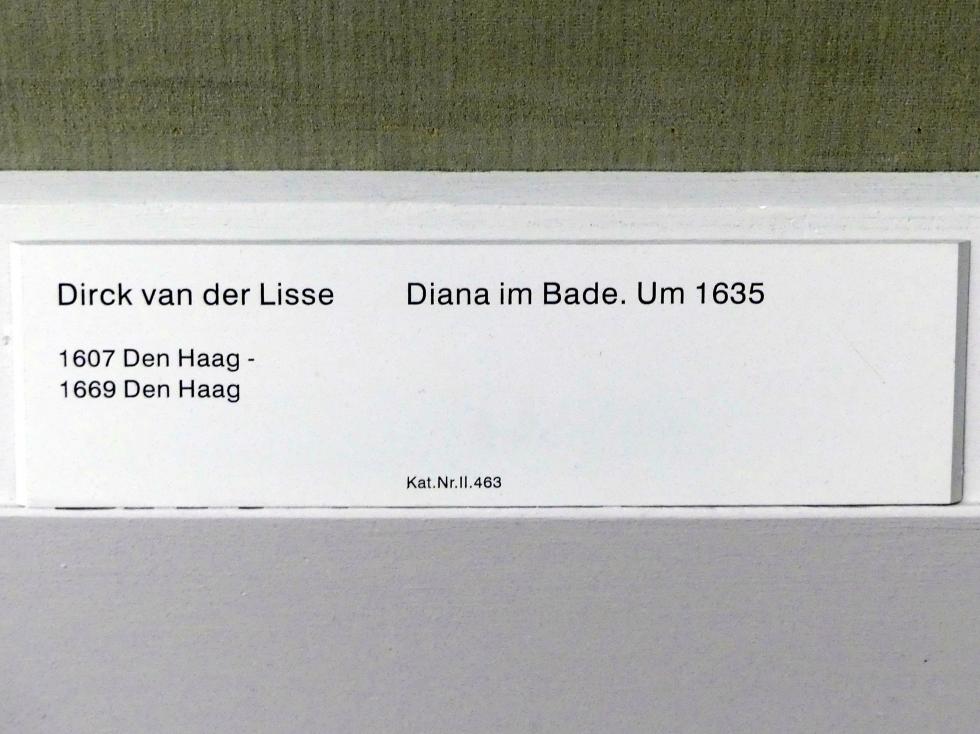 Dirck van der Lisse
1607 Den Haag -
1669 Den Haag
Diana im Bade. Um 1635
Kat.Nr.II.463